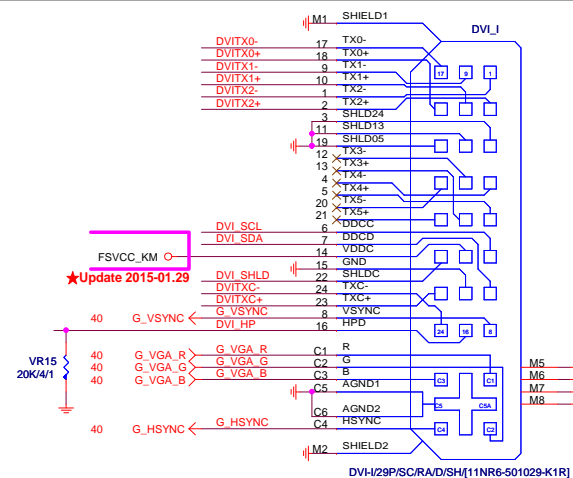 M1 SHIELD1
DVI_I
DVITX0- 17 TX0-
DVITX0+ 18 TX0+
DVITX1- 9 TX1-
DVITX1+ 10 TX1+
DVITX2- 1 TX2-
DVITX2+ 2 TX2+
3 SHLD24
11 SHLD13
19 SHLD05
12 TX3-
13 TX3+
4 TX4-
5 TX4+
20 TX5-
21 TX5+
DVI_SCL 6 DDCC
DVI_SDA 7 DDCD
FSVCC_KM 14 VDDC
★Update 2015-01.29
15 GND
DVI_SHLD 22 SHLDC
DVITXC- 24 TXC-
DVITXC+ 23 TXC+
40 G_VSYNC G_VSYNC 8 VSYNC
DVI_HP 16 HPD
17 9 1
24 16 8
VR15
20K/4/1
40 G_VGA_R G_VGA_R C1 R
40 G_VGA_G G_VGA_G C2 G
40 G_VGA_B G_VGA_B C3 B
C5 AGND1
C6 AGND2
40 G_HSYNC G_HSYNC C4 HSYNC
M2 SHIELD2
C3 C1
C5 C5A
C4 C2
M5
M6
M7
M8
DVI-I/29P/SC/RA/D/SH/[11NR6-501029-K1R]